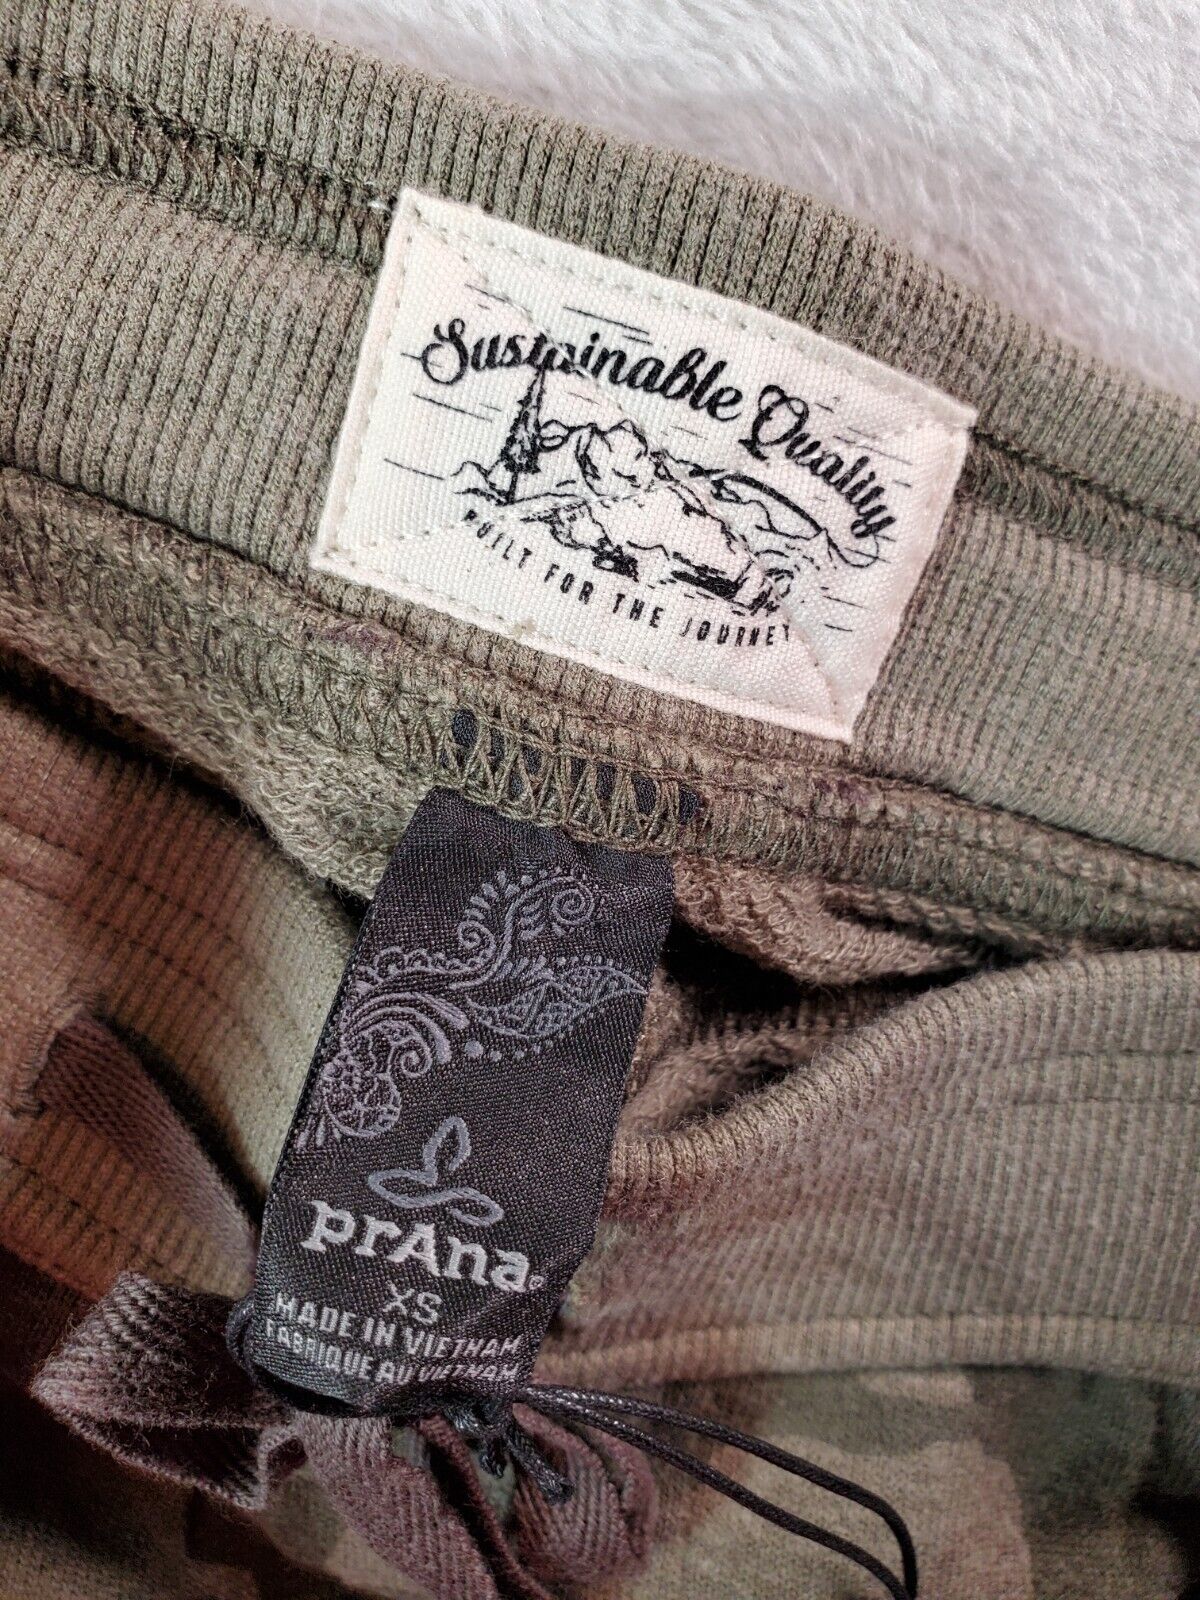 Sustainable Quality
BUILT FOR THE JOURNEY
prAna
XS
MADE IN VIETNAM
FABRIQUE AU VIETNAM